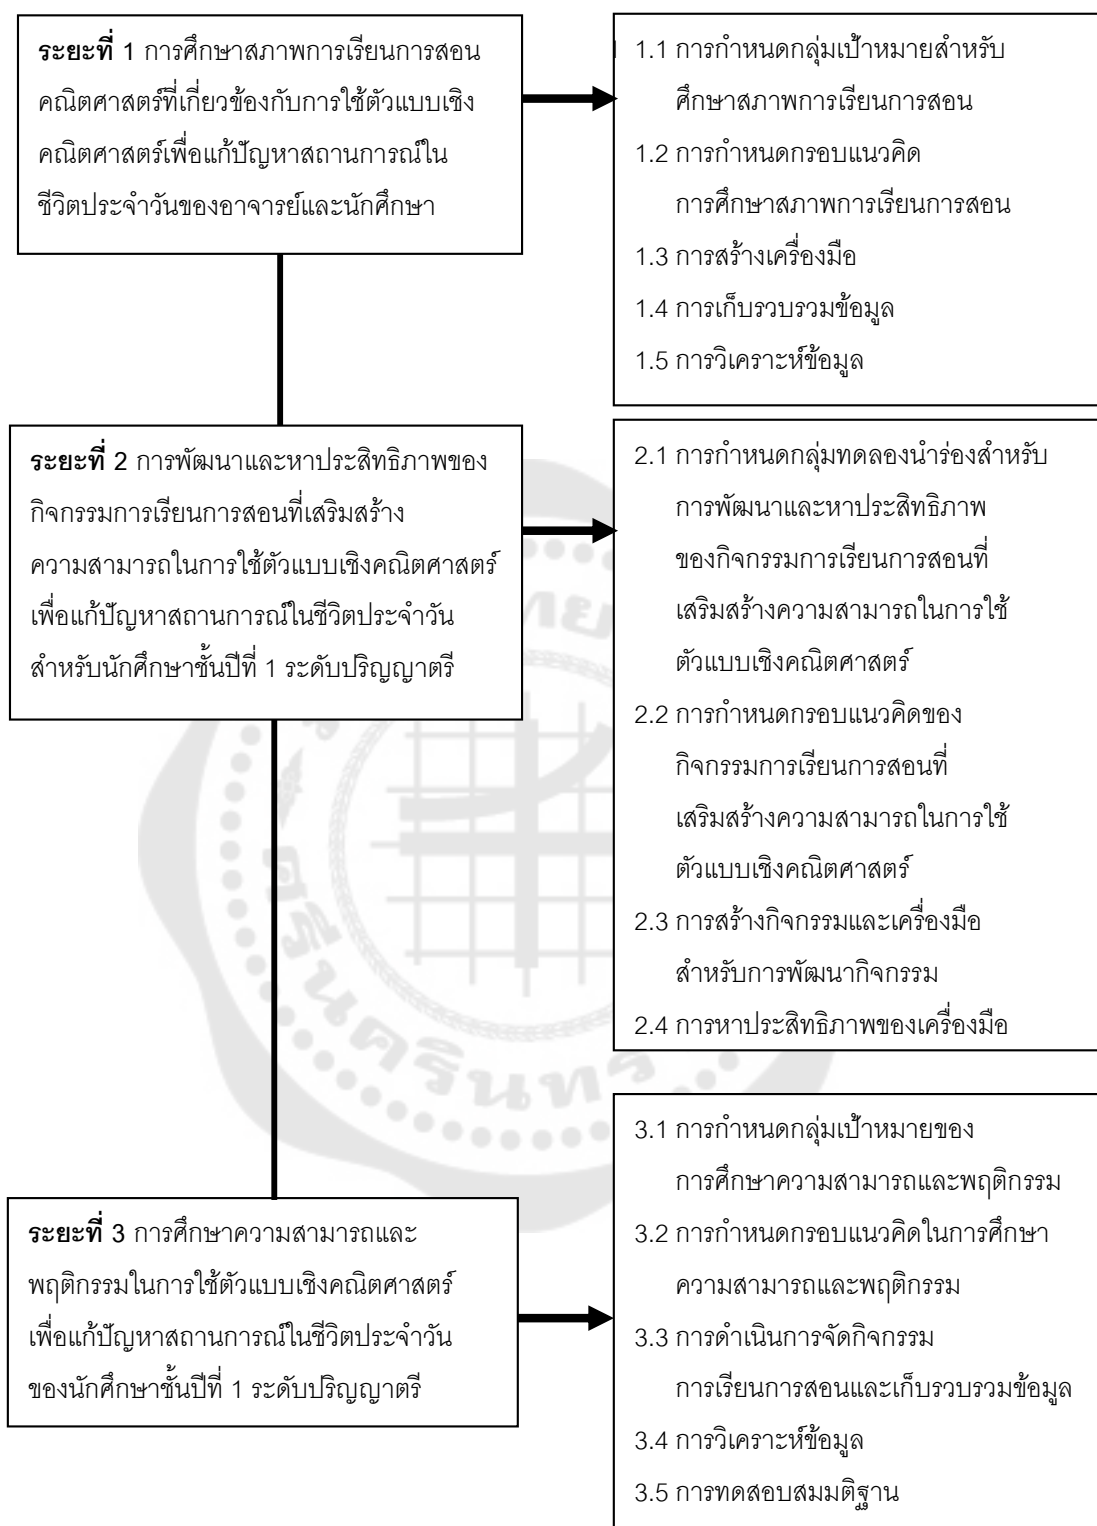 ระยะที่ 1 การศึกษาสภาพการเรียนการสอน
คณิตศาสตร์ที่เกี่ยวข้องกับการใช้ตัวแบบเชิง
คณิตศาสตร์เพื่อแก้ปัญหาสถานการณ์ใน
ชีวิตประจำวันของอาจารย์และนักศึกษา
1.1 การกำหนดกลุ่มเป้าหมายสำหรับ
ศึกษาสภาพการเรียนการสอน
1.2 การกำหนดกรอบแนวคิด
การศึกษาสภาพการเรียนการสอน
1.3 การสร้างเครื่องมือ
1.4 การเก็บรวบรวมข้อมูล
1.5 การวิเคราะห์ข้อมูล
ระยะที่ 2 การพัฒนาและหาประสิทธิภาพของ
กิจกรรมการเรียนการสอนที่เสริมสร้าง
ความสามารถในการใช้ตัวแบบเชิงคณิตศาสตร์
เพื่อแก้ปัญหาสถานการณ์ในชีวิตประจำวัน
สำหรับนักศึกษาชั้นปีที่ 1 ระดับปริญญาตรี
2.1 การกำหนดกลุ่มทดลองนำร่องสำหรับ
การพัฒนาและหาประสิทธิภาพ
ของกิจกรรมการเรียนการสอนที่
เสริมสร้างความสามารถในการใช้
ตัวแบบเชิงคณิตศาสตร์
2.2 การกำหนดกรอบแนวคิดของ
กิจกรรมการเรียนการสอนที่
เสริมสร้างความสามารถในการใช้
ตัวแบบเชิงคณิตศาสตร์
2.3 การสร้างกิจกรรมและเครื่องมือ
สำหรับการพัฒนากิจกรรม
2.4 การหาประสิทธิภาพของเครื่องมือ
ระยะที่ 3 การศึกษาความสามารถและ
พฤติกรรมในการใช้ตัวแบบเชิงคณิตศาสตร์
เพื่อแก้ปัญหาสถานการณ์ในชีวิตประจำวัน
ของนักศึกษาชั้นปีที่ 1 ระดับปริญญาตรี
3.1 การกำหนดกลุ่มเป้าหมายของ
การศึกษาความสามารถและพฤติกรรม
3.2 การกำหนดกรอบแนวคิดในการศึกษา
ความสามารถและพฤติกรรม
3.3 การดำเนินการจัดกิจกรรม
การเรียนการสอนและเก็บรวบรวมข้อมูล
3.4 การวิเคราะห์ข้อมูล
3.5 การทดสอบสมมติฐาน